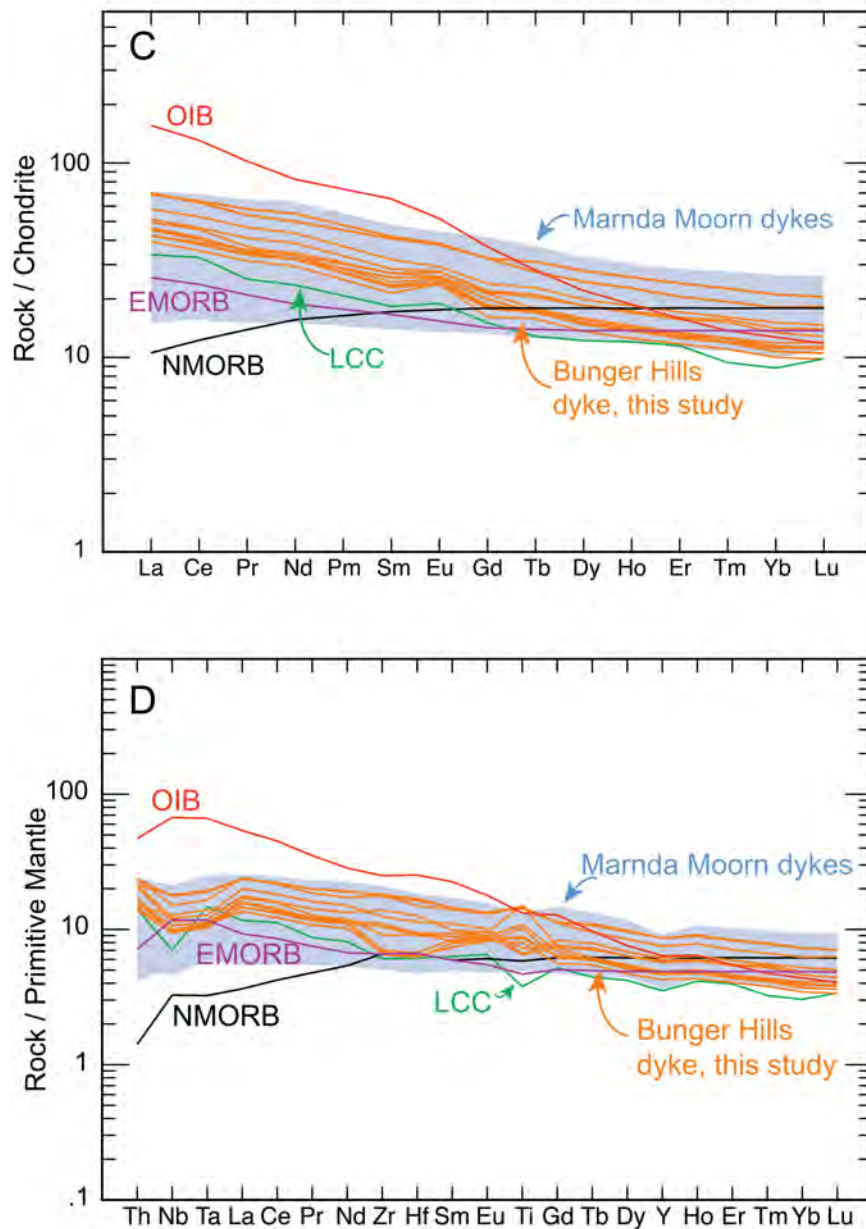 C
Rock / Chondrite
100
10
1
OIB
Marnda Moorn dykes
EMORB
NMORB
LCC
Bunger Hills
dyke, this study
La Ce Pr Nd Pm Sm Eu Gd Tb Dy Ho Er Tm Yb Lu
D
Rock / Primitive Mantle
100
10
1
.1
OIB
Marnda Moorn dykes
EMORB
NMORB
LCC
Bunger Hills
dyke, this study
Th Nb Ta La Ce Pr Nd Zr Hf Sm Eu Ti Gd Tb Dy Y Ho Er Tm Yb Lu